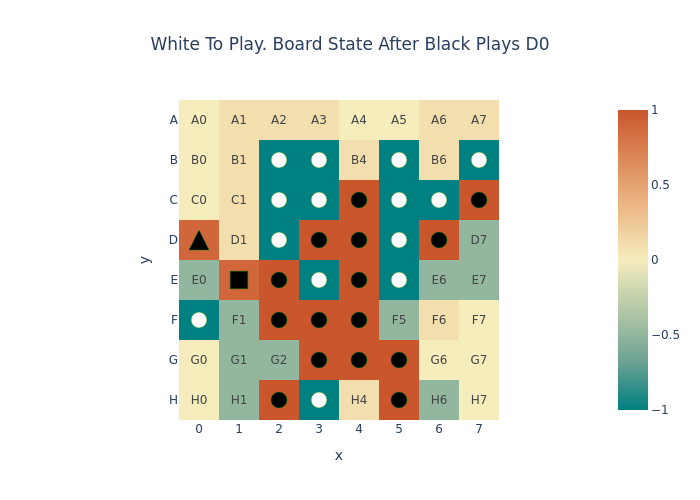 White To Play. Board State After Black Plays D0
A A0 A1 A2 A3 A4 A5 A6 A7
B B0 B1 B4 B6
C C0 C1
D D1 D7
E E0 E6 E7
F F1 F5 F6 F7
G G0 G1 G2 G6 G7
H H0 H1 H4 H6 H7
0 1 2 3 4 5 6 7
x
y
1
0.5
0
−0.5
−1